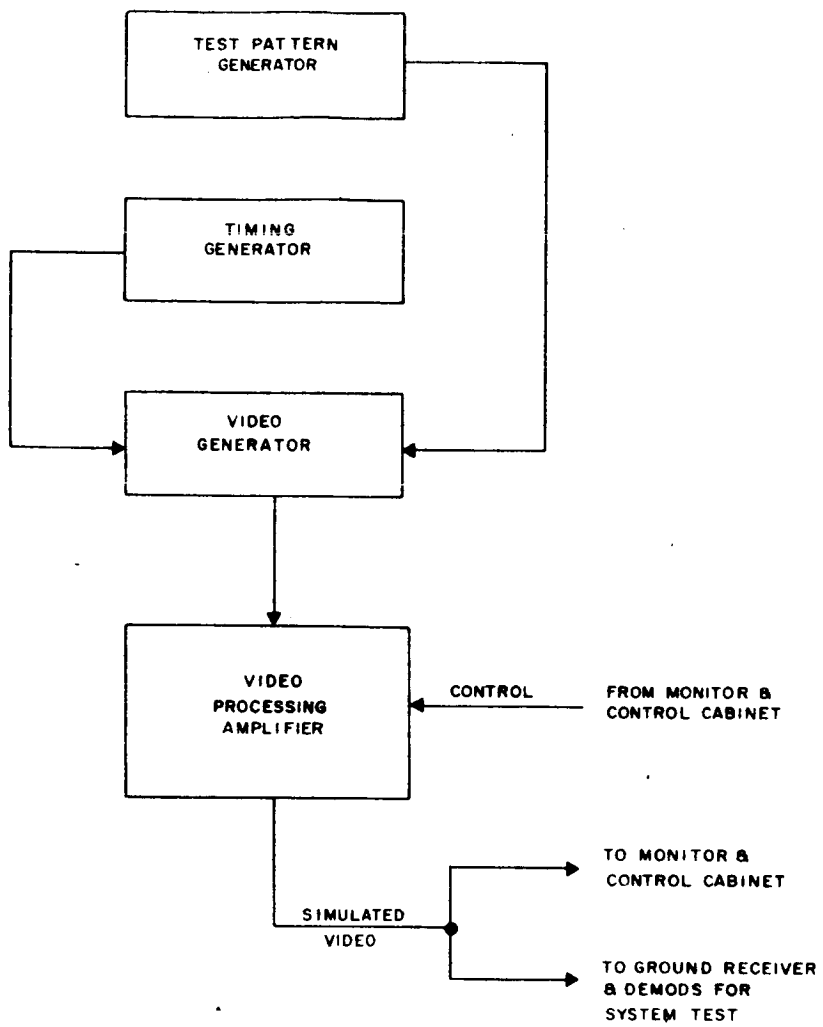 TEST PATTERN
GENERATOR
TIMING
GENERATOR
VIDEO
GENERATOR
VIDEO
PROCESSING
AMPLIFIER
CONTROL
FROM MONITOR &
CONTROL CABINET
TO MONITOR &
CONTROL CABINET
SIMULATED
VIDEO
TO GROUND RECEIVER
& DEMODS FOR
SYSTEM TEST